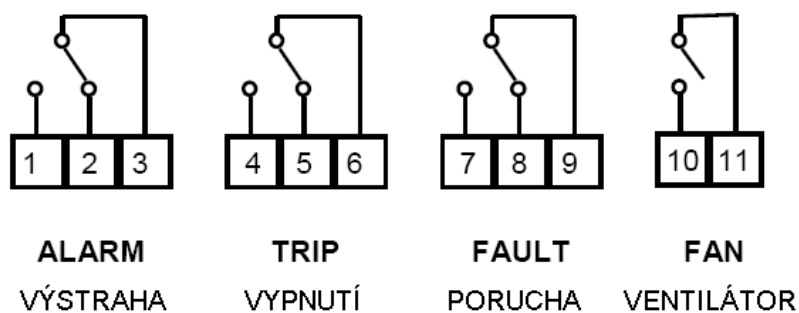 1 2 3 4 5 6 7 8 9 10 11
ALARM TRIP FAULT FAN
VÝSTRAHA VYPNUTÍ PORUCHA VENTILÁTOR